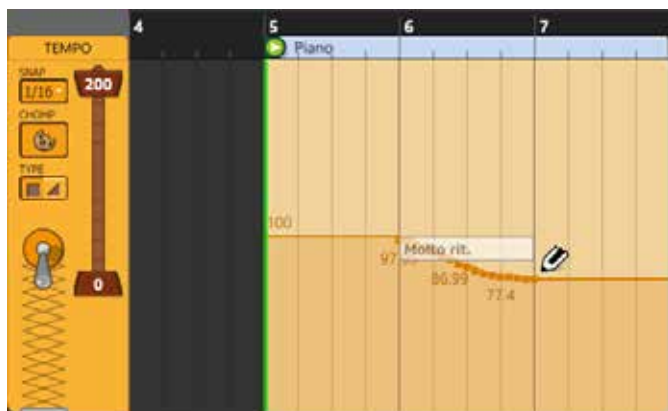 4 5 6 7
TEMPO
Piano
SNAP
1/16
200
CHOMP
TYPE
100
Molto rit.
86.99
77.4
0